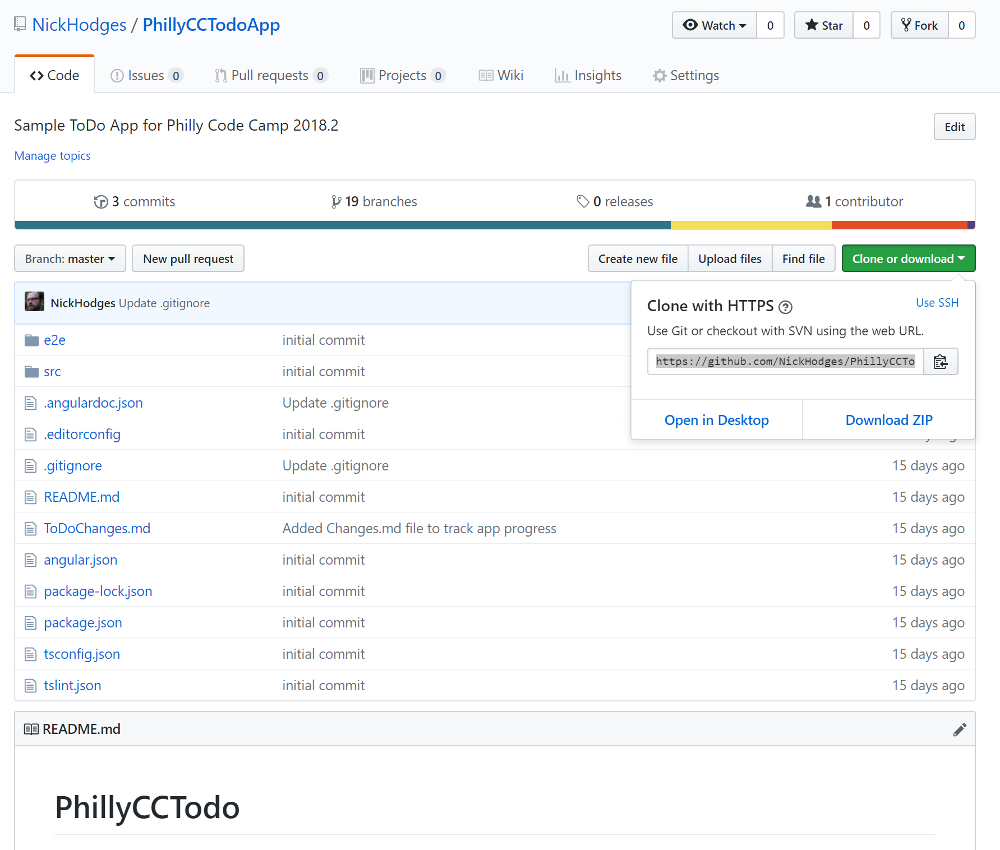 NickHodges / PhillyCCTodoApp
Watch 0 Star 0 Fork 0
Code Issues 0 Pull requests 0 Projects 0 Wiki Insights Settings
Sample ToDo App for Philly Code Camp 2018.2
Edit
Manage topics
3 commits 19 branches 0 releases 1 contributor
Branch: master New pull request Create new file Upload files Find file Clone or download
NickHodges Update .gitignore
Clone with HTTPS Use SSH
Use Git or checkout with SVN using the web URL.
https://github.com/NickHodges/PhillyCCTo
Open in Desktop Download ZIP
e2e initial commit
src initial commit
.angulardoc.json Update .gitignore
.editorconfig initial commit
.gitignore Update .gitignore 15 days ago
README.md initial commit 15 days ago
ToDoChanges.md Added Changes.md file to track app progress 15 days ago
angular.json initial commit 15 days ago
package-lock.json initial commit 15 days ago
package.json initial commit 15 days ago
tsconfig.json initial commit 15 days ago
tslint.json initial commit 15 days ago
README.md
PhillyCCTodo